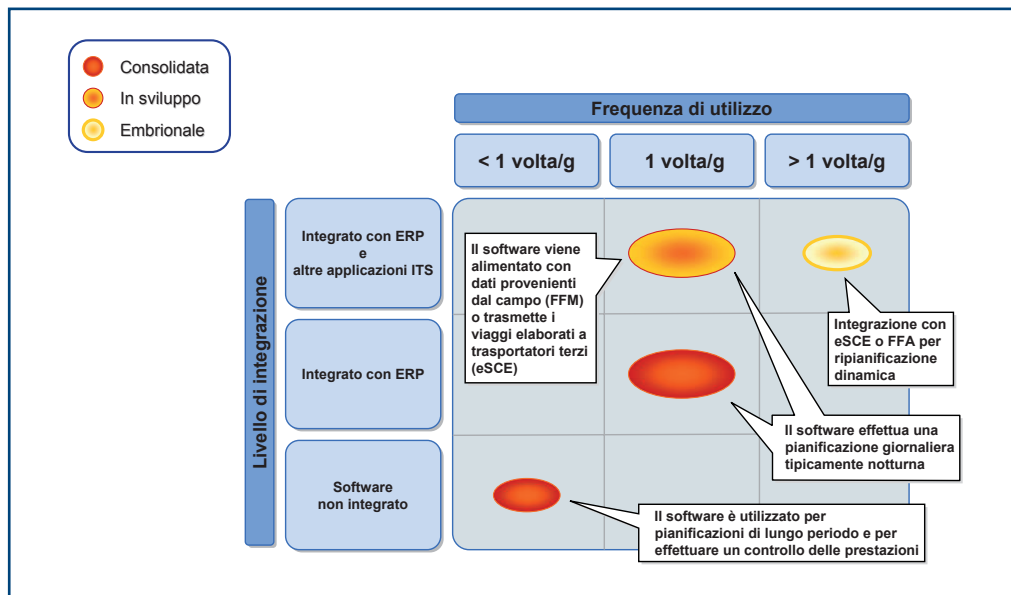 Consolidata
In sviluppo
Embrionale
Frequenza di utilizzo
< 1 volta/g
1 volta/g
> 1 volta/g
Livello di integrazione
Integrato con ERP
e
altre applicazioni ITS
Il software viene
alimentato con
dati provenienti
dal campo (FFM)
o trasmette i
viaggi elaborati a
trasportatori terzi
(eSCE)
Integrazione con
eSCE o FFA per
ripianificazione
dinamica
Integrato con ERP
Il software effettua una
pianificazione giornaliera
tipicamente notturna
Software
non integrato
Il software è utilizzato per
pianificazioni di lungo periodo e per
effettuare un controllo delle prestazioni